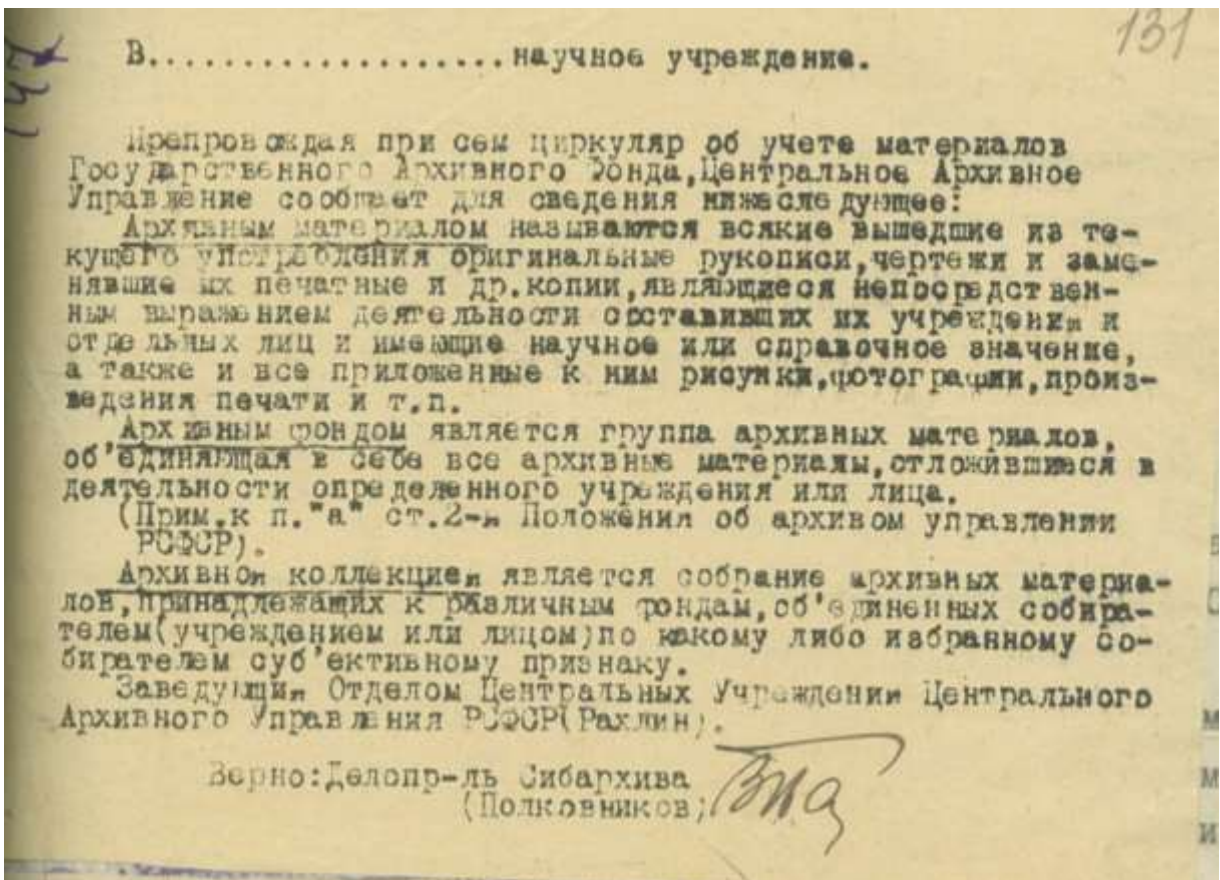 131
В....................научное учреждение.
Препровождая при сем циркуляр об учете материалов
Государственного Архивного Фонда,Центральное Архивное
Управление сообщает для сведения нижеследующее:
Архивным материалом называются всякие вышедшие из те-
кущего употребления оригинальные рукописи,чертежи и заме-
нявшие их печатные и др.копии,являющиеся непосредствен-
ным выражением деятельности составивших их учреждений и
отдельных лиц и имеющие научное или справочное значение,
а также и все приложенные к ним рисунки,фотографии,произ-
ведения печати и т.п.
Архивным фондом является группа архивных материалов,
об'единяющая в себе все архивные материалы,отложившиеся в
деятельности определенного учреждения или лица.
(Прим.к п."а" ст.2-й Положения об архивом управлении
РСФСР).
Архивной коллекцией является собрание архивных материа-
лов,принадлежащих к различным фондам,об'единенных собира-
телем(учреждением или лицом)по какому либо избранному со-
бирателем суб'ективному признаку.
Заведующий Отделом Центральных Учреждений Центрального
Архивного Управления РСФСР(Рахлин).
Верно:Делопр-ль Сибархива
(Полковников)